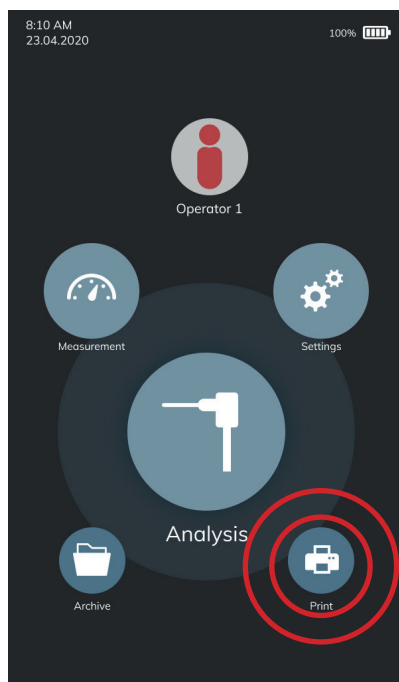 8:10 AM
23.04.2020
100%
Operator 1
Measurement
Settings
Analysis
Archive
Print